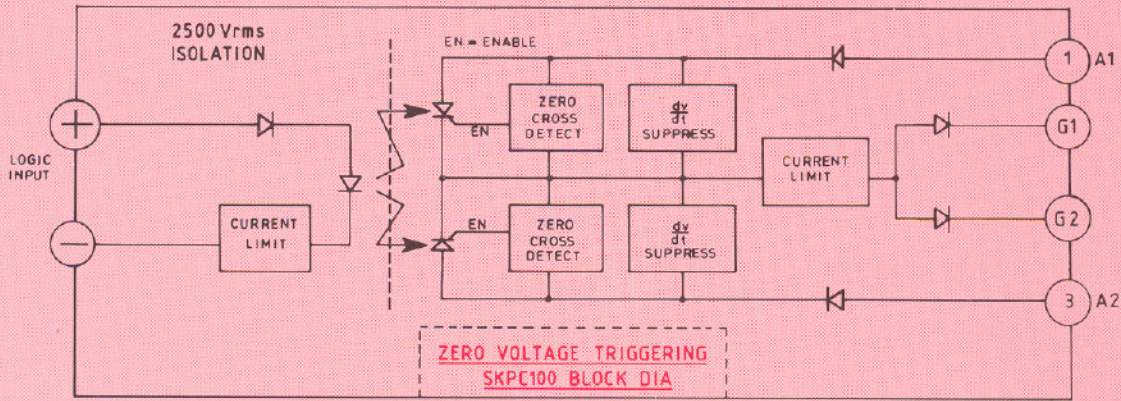 2500 Vrms
ISOLATION
EN = ENABLE
1 A1
+
ZERO
CROSS
DETECT
dv
dt
SUPPRESS
EN
G1
LOGIC
INPUT
CURRENT
LIMIT
−
CURRENT
LIMIT
EN
ZERO
CROSS
DETECT
dv
dt
SUPPRESS
G2
3 A2
ZERO VOLTAGE TRIGGERING
SKPC100 BLOCK DIA